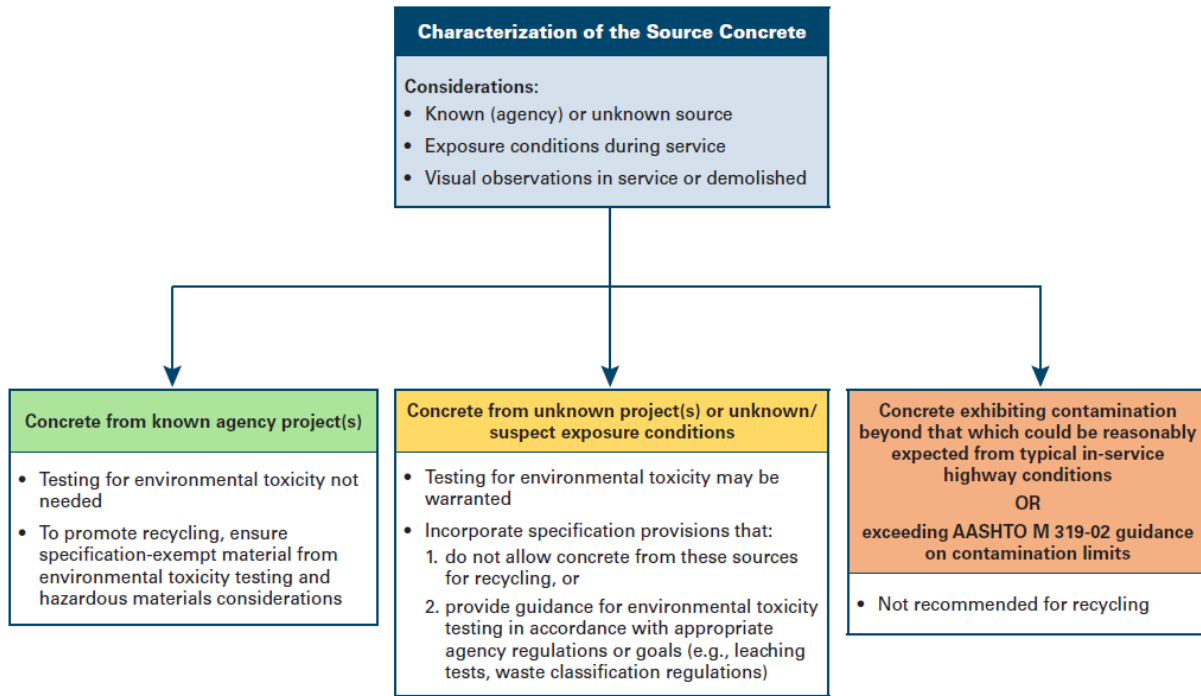 Characterization of the Source Concrete
Considerations:
• Known (agency) or unknown source
• Exposure conditions during service
• Visual observations in service or demolished
Concrete from known agency project(s)
• Testing for environmental toxicity not
needed
• To promote recycling, ensure
specification-exempt material from
environmental toxicity testing and
hazardous materials considerations
Concrete from unknown project(s) or unknown/
suspect exposure conditions
• Testing for environmental toxicity may be
warranted
• Incorporate specification provisions that:
1. do not allow concrete from these sources
for recycling, or
2. provide guidance for environmental toxicity
testing in accordance with appropriate
agency regulations or goals (e.g., leaching
tests, waste classification regulations)
Concrete exhibiting contamination
beyond that which could be reasonably
expected from typical in-service
highway conditions
OR
exceeding AASHTO M 319-02 guidance
on contamination limits
• Not recommended for recycling